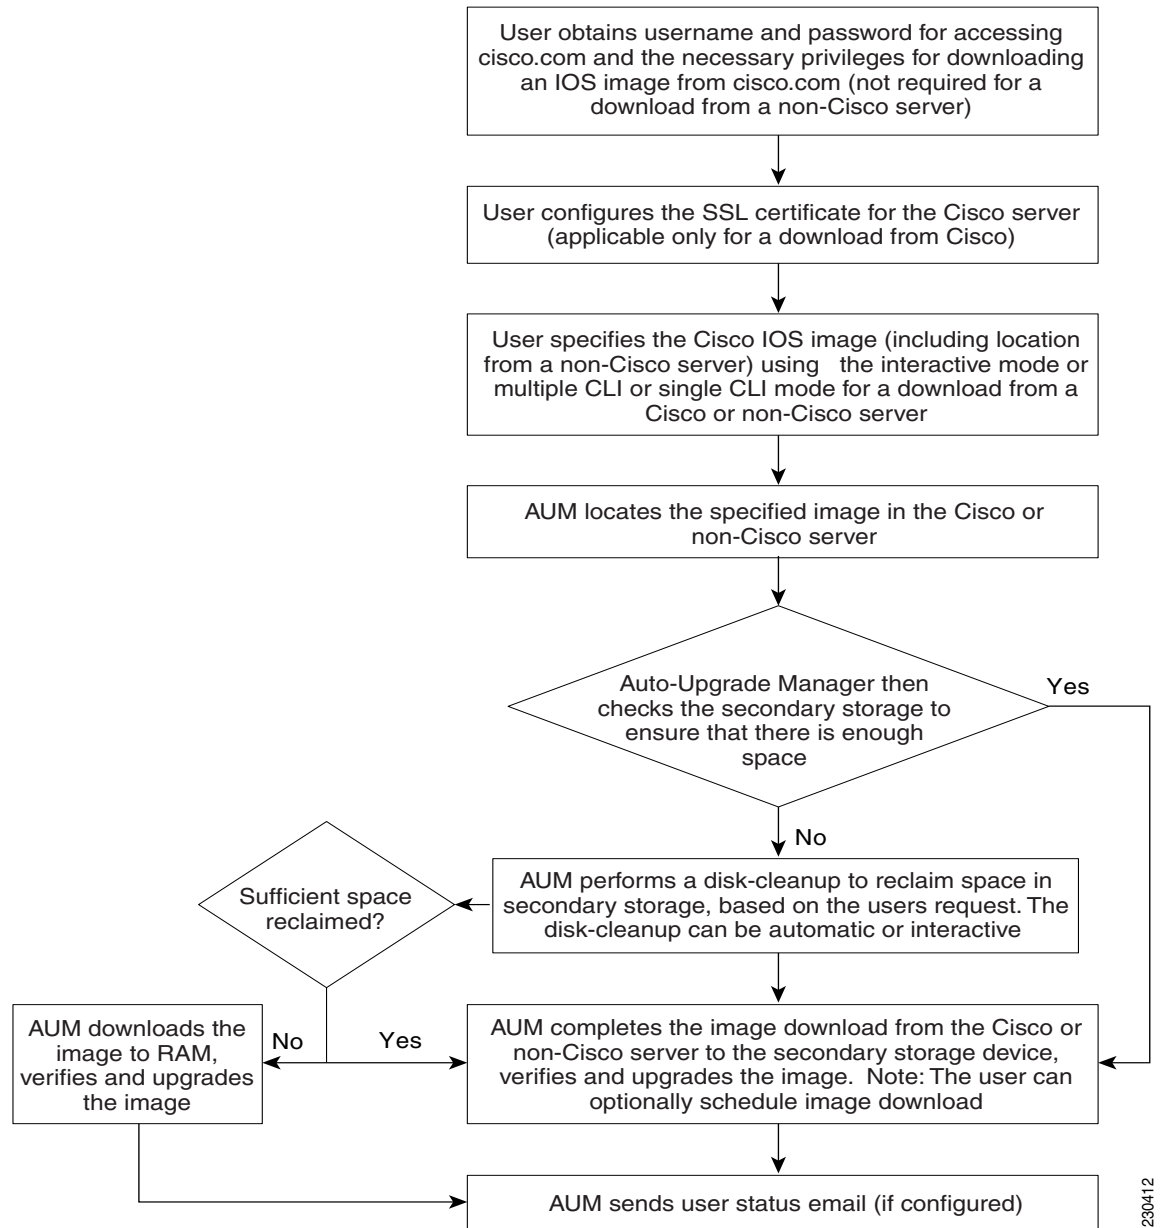 User obtains username and password for accessing
cisco.com and the necessary privileges for downloading
an IOS image from cisco.com (not required for a
download from a non-Cisco server)
User configures the SSL certificate for the Cisco server
(applicable only for a download from Cisco)
User specifies the Cisco IOS image (including location
from a non-Cisco server) using the interactive mode or
multiple CLI or single CLI mode for a download from a
Cisco or non-Cisco server
AUM locates the specified image in the Cisco or
non-Cisco server
Auto-Upgrade Manager then
checks the secondary storage to
ensure that there is enough
space
Yes
No
AUM performs a disk-cleanup to reclaim space in
secondary storage, based on the users request. The
disk-cleanup can be automatic or interactive
Sufficient space
reclaimed?
No
Yes
AUM downloads the
image to RAM,
verifies and upgrades
the image
AUM completes the image download from the Cisco or
non-Cisco server to the secondary storage device,
verifies and upgrades the image. Note: The user can
optionally schedule image download
AUM sends user status email (if configured)
230412